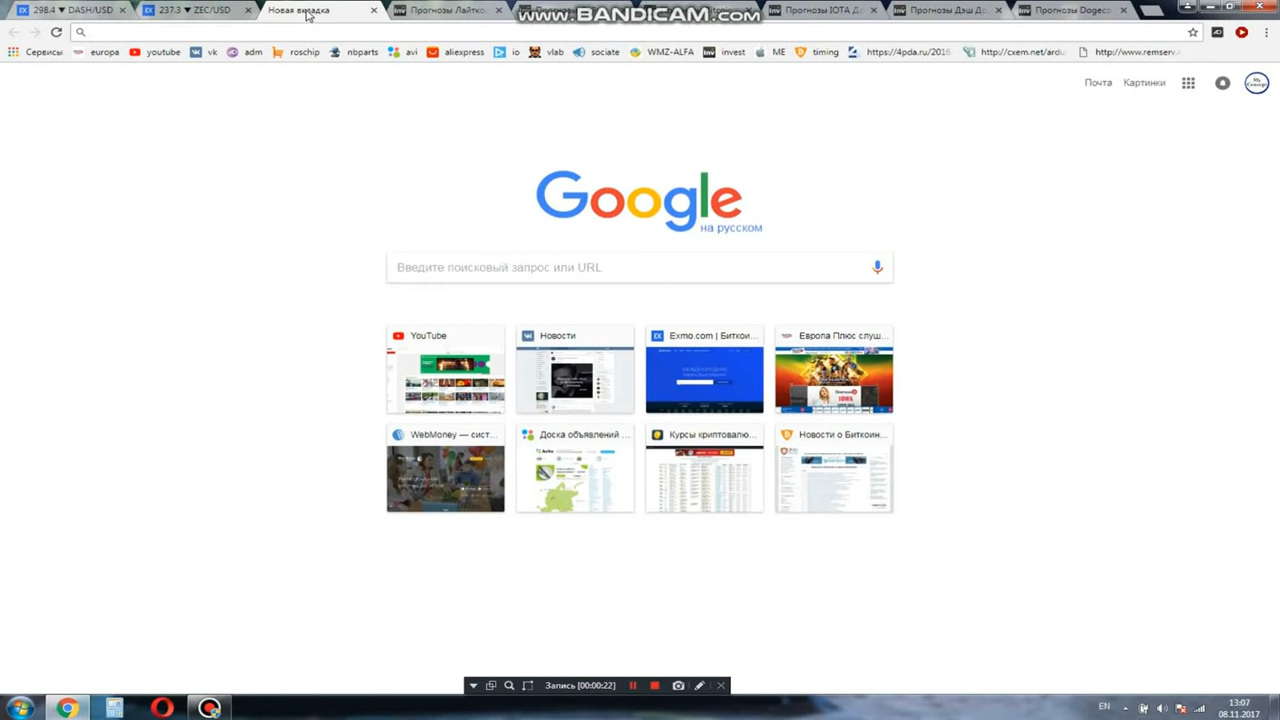 298.4 ▼ DASH/USD
237.3 ▼ ZEC/USD
Новая вкладка
Прогнозы Лайтко
WWW.BANDICAM.COM
Прогнозы IOTA Д
Прогнозы Дэш До
Прогнозы Dogeco
Сервисы
europa
youtube
vk
adm
roschip
nbparts
avi
aliexpress
io
vlab
sociate
WMZ-ALFA
invest
ME
timing
https://4pda.ru/2016
http://cxem.net/ardu
http://www.remserv
Почта
Картинки
Google
на русском
Введите поисковый запрос или URL
YouTube
Новости
Exmo.com | Биткои...
Европа Плюс слуш...
WebMoney — сист...
Доска объявлений ...
Курсы криптовалю...
Новости о Биткоин...
Запись [00:00:22]
EN
13:07
08.11.2017